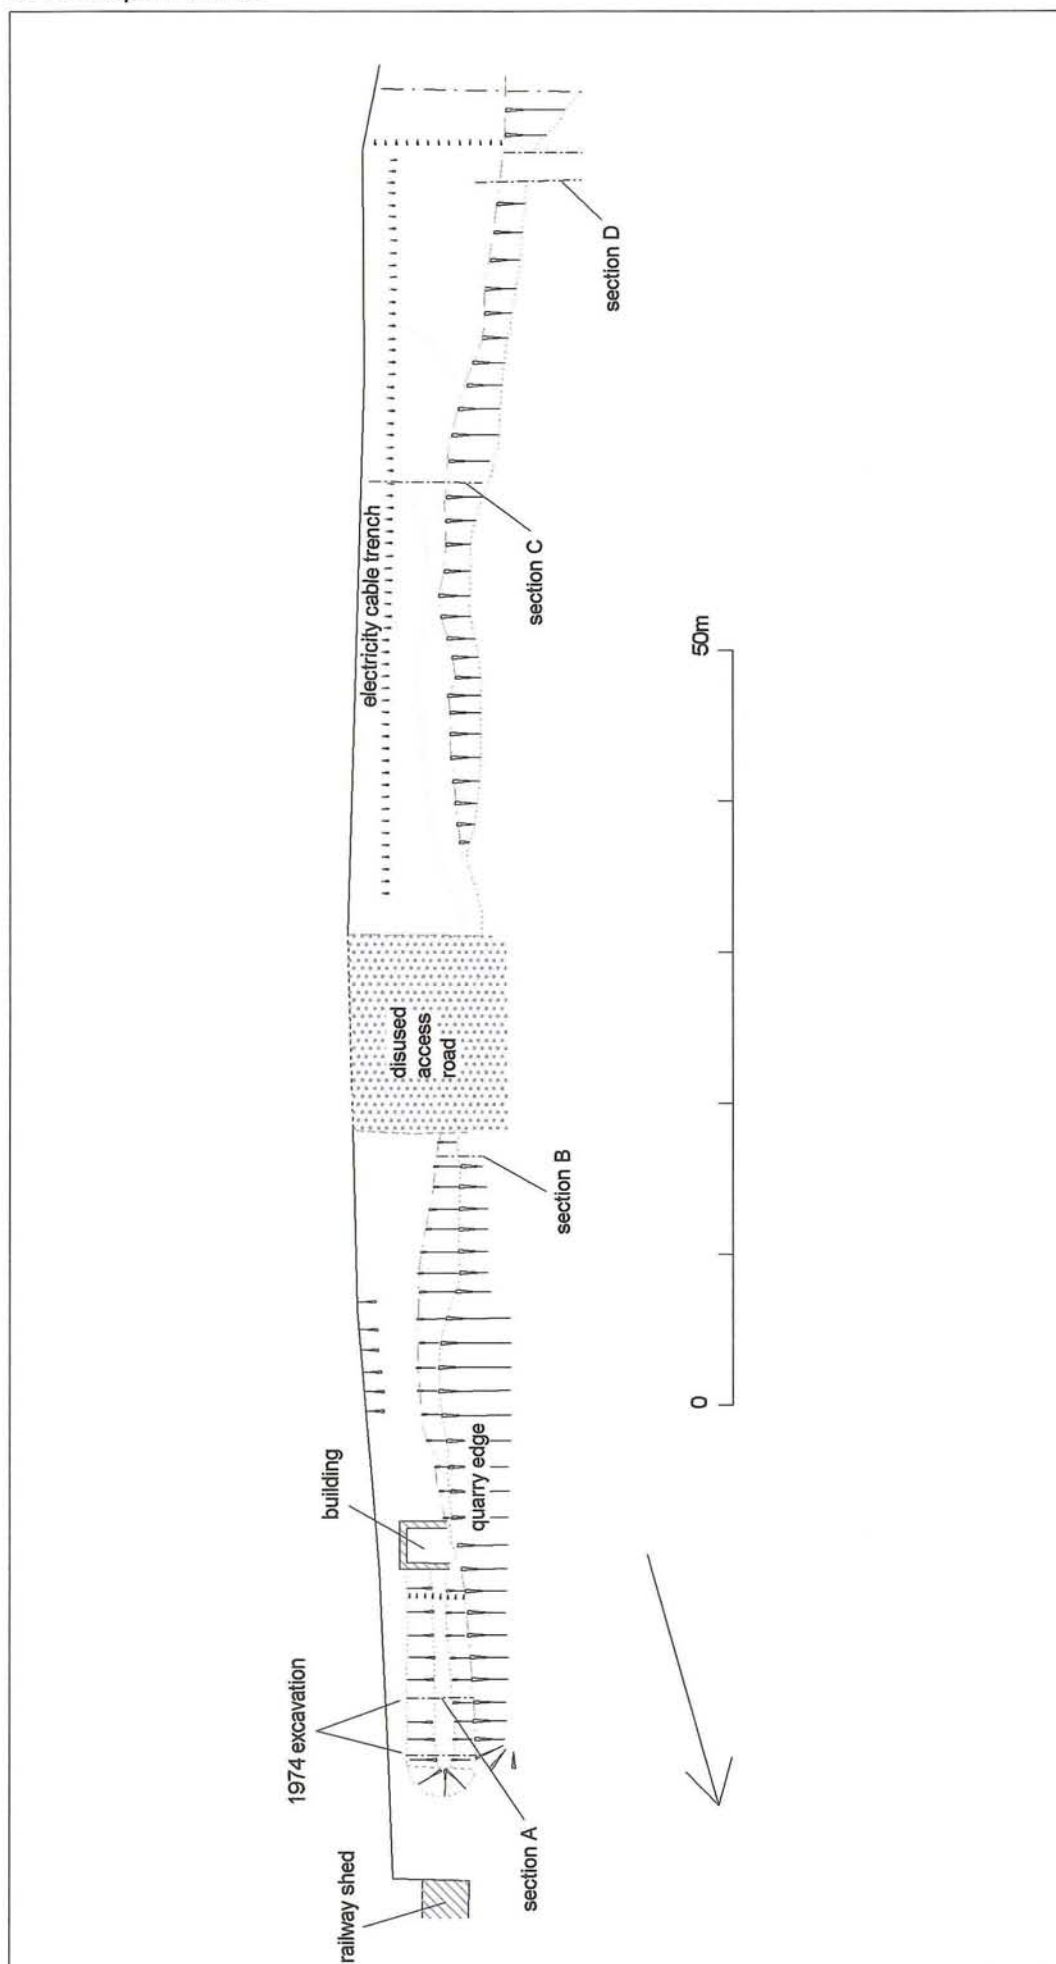 railway shed
1974 excavation
section A
building
quarry edge
section B
disused
access
road
electricity cable trench
section C
section D
0
50m